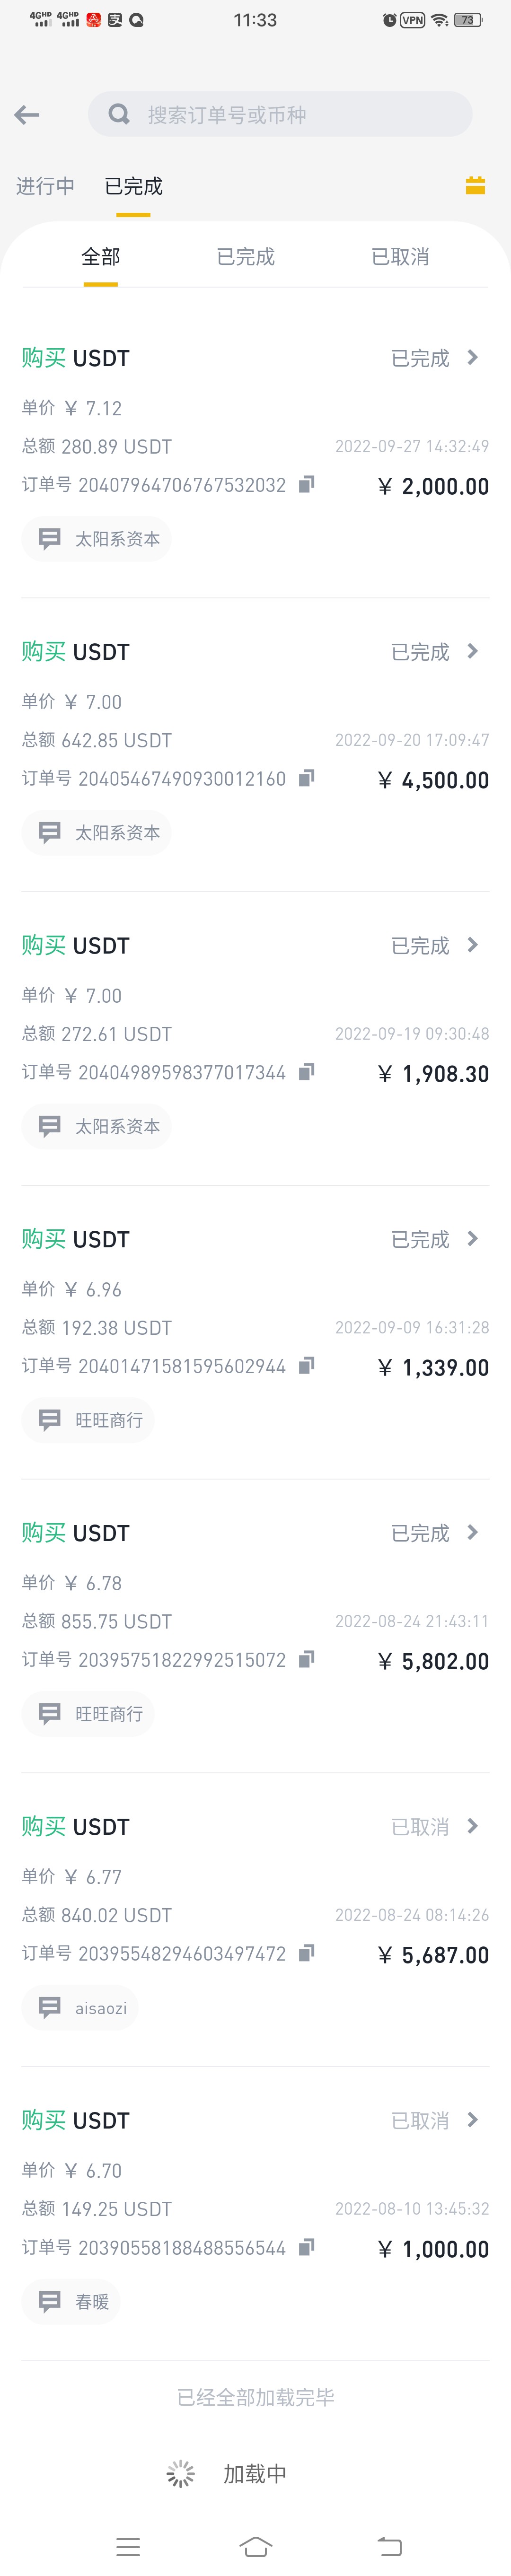 4GHD 4GHD 支 11:33 VPN 73
搜索订单号或币种
进行中 已完成
全部 已完成 已取消
购买 USDT 已完成
单价 ¥ 7.12
总额 280.89 USDT 2022-09-27 14:32:49
订单号 20407964706767532032 ¥ 2,000.00
太阳系资本
购买 USDT 已完成
单价 ¥ 7.00
总额 642.85 USDT 2022-09-20 17:09:47
订单号 20405467490930012160 ¥ 4,500.00
太阳系资本
购买 USDT 已完成
单价 ¥ 7.00
总额 272.61 USDT 2022-09-19 09:30:48
订单号 20404989598377017344 ¥ 1,908.30
太阳系资本
购买 USDT 已完成
单价 ¥ 6.96
总额 192.38 USDT 2022-09-09 16:31:28
订单号 20401471581595602944 ¥ 1,339.00
旺旺商行
购买 USDT 已完成
单价 ¥ 6.78
总额 855.75 USDT 2022-08-24 21:43:11
订单号 20395751822992515072 ¥ 5,802.00
旺旺商行
购买 USDT 已取消
单价 ¥ 6.77
总额 840.02 USDT 2022-08-24 08:14:26
订单号 20395548294603497472 ¥ 5,687.00
aisaozi
购买 USDT 已取消
单价 ¥ 6.70
总额 149.25 USDT 2022-08-10 13:45:32
订单号 20390558188488556544 ¥ 1,000.00
春暖
已经全部加载完毕
加载中